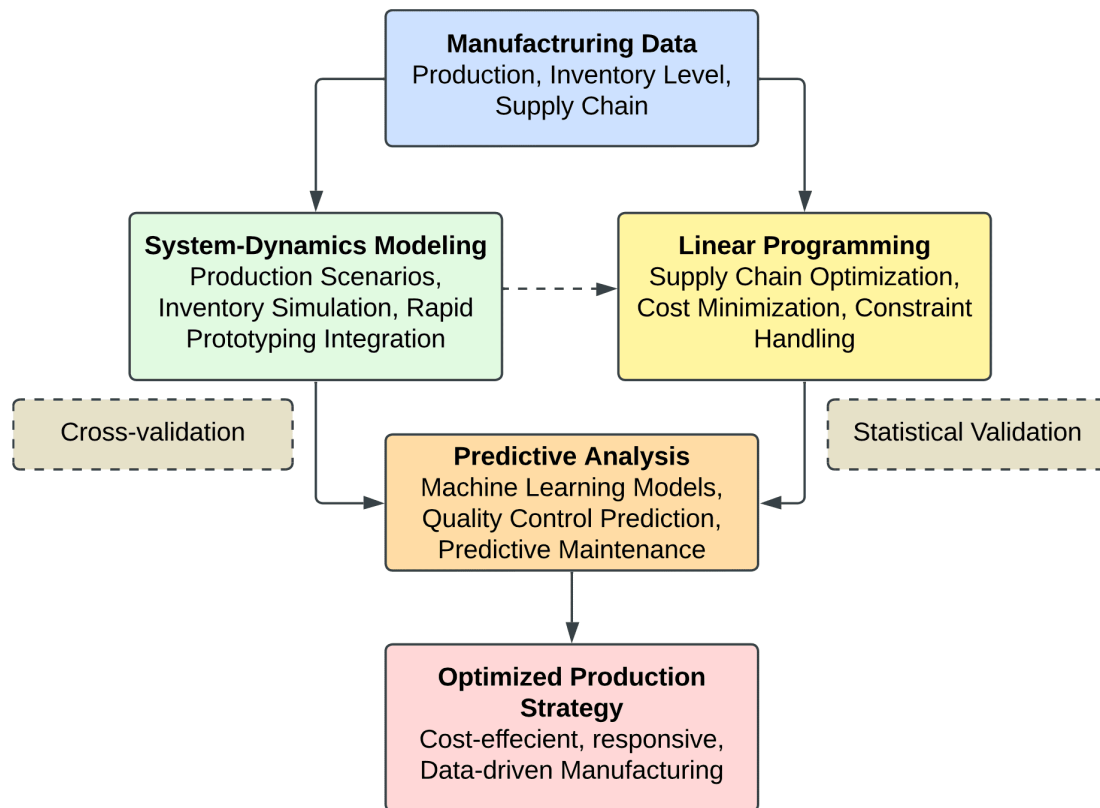 Manufactruring Data
Production, Inventory Level,
Supply Chain
System-Dynamics Modeling
Production Scenarios,
Inventory Simulation, Rapid
Prototyping Integration
Linear Programming
Supply Chain Optimization,
Cost Minimization, Constraint
Handling
Cross-validation
Statistical Validation
Predictive Analysis
Machine Learning Models,
Quality Control Prediction,
Predictive Maintenance
Optimized Production
Strategy
Cost-effecient, responsive,
Data-driven Manufacturing